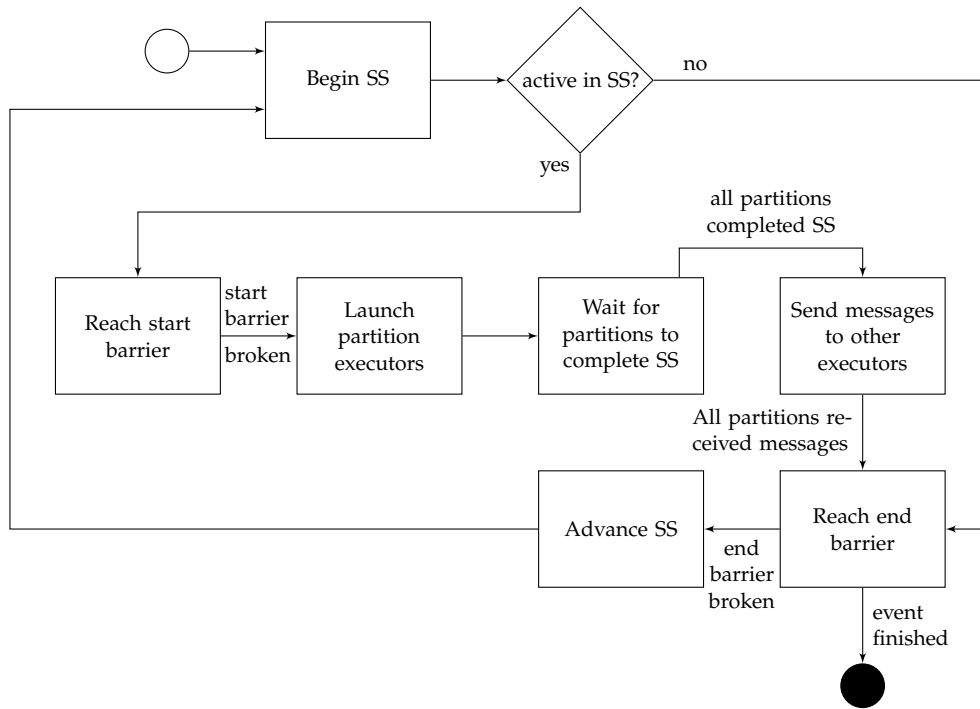 Begin SS
active in SS?
no
yes
all partitions
completed SS
Reach start
barrier
start
barrier
broken
Launch
partition
executors
Wait for
partitions to
complete SS
Send messages
to other
executors
All partitions re-
ceived messages
Advance SS
end
barrier
broken
Reach end
barrier
event
finished